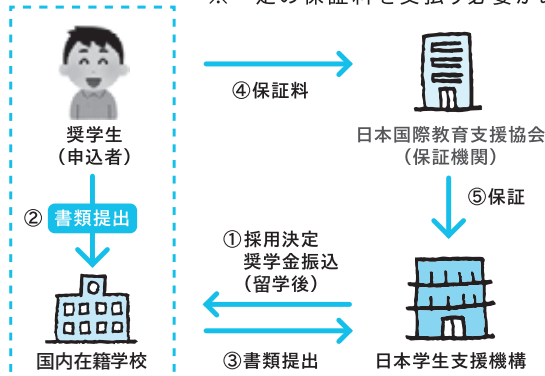 ④保証料
奨学生
(申込者)
日本国際教育支援協会
(保証機関)
② 書類提出
⑤保証
①採用決定
奨学金振込
(留学後)
国内在籍学校
③書類提出
日本学生支援機構